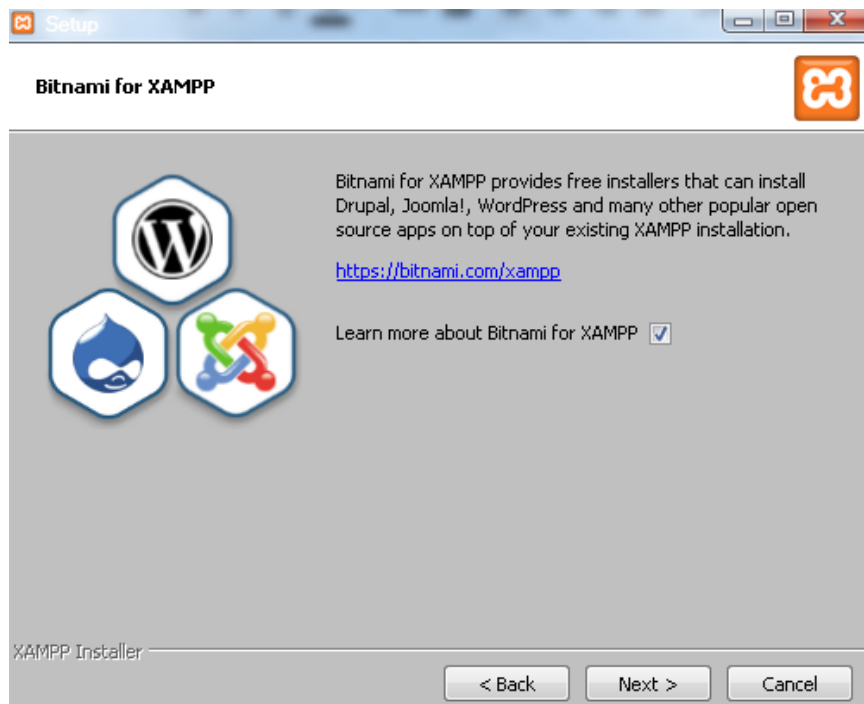 Setup
Bitnami for XAMPP
Bitnami for XAMPP provides free installers that can install
Drupal, Joomla!, WordPress and many other popular open
source apps on top of your existing XAMPP installation.
https://bitnami.com/xampp
Learn more about Bitnami for XAMPP
XAMPP Installer
< Back
Next >
Cancel